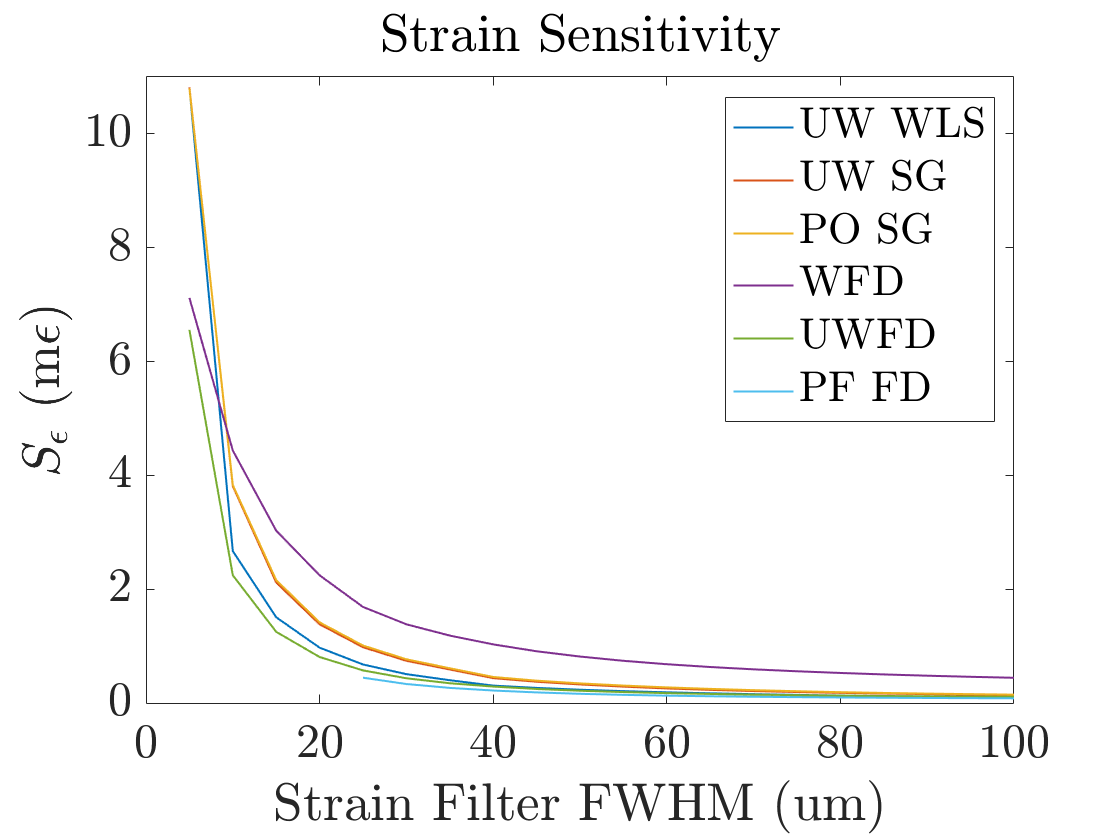 Strain Sensitivity
10
8
6
4
2
0
S_ϵ (mϵ)
UW WLS
UW SG
PO SG
WFD
UWFD
PF FD
0 20 40 60 80 100
Strain Filter FWHM (um)